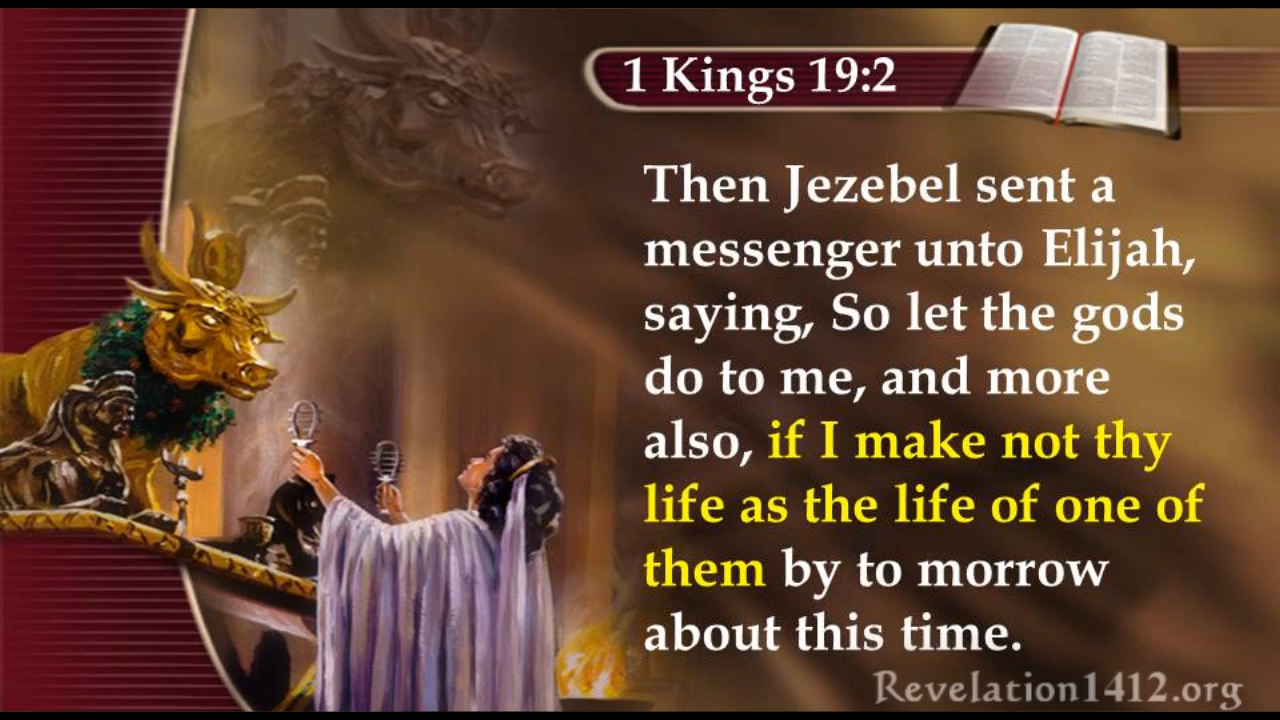 1 Kings 19:2
Then Jezebel sent a
messenger unto Elijah,
saying, So let the gods
do to me, and more
also, if I make not thy
life as the life of one of
them by to morrow
about this time.
Revelation1412.org